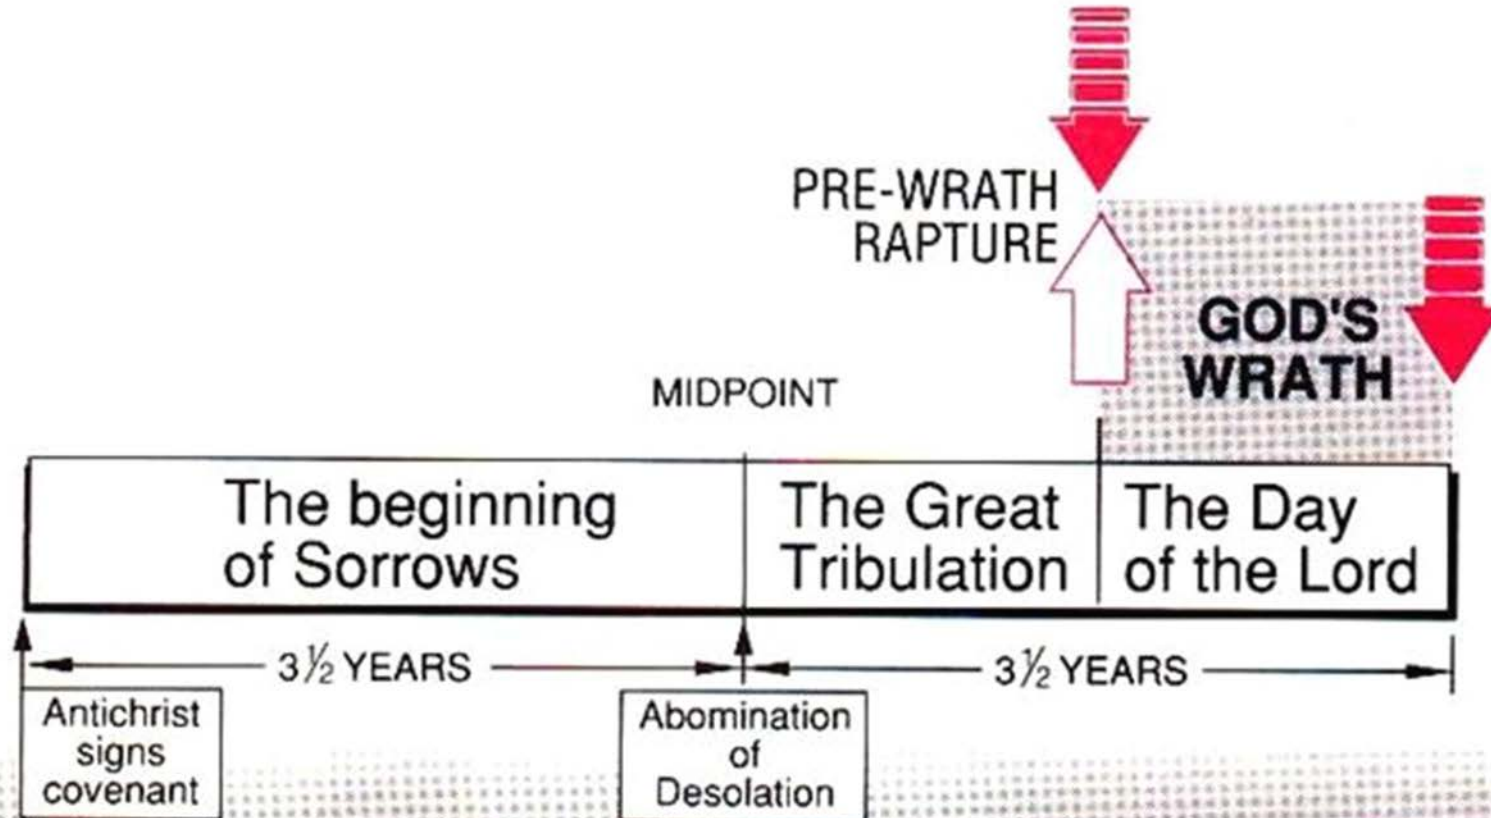 PRE-WRATH
RAPTURE
GOD'S
WRATH
MIDPOINT
The beginning
of Sorrows
The Great
Tribulation
The Day
of the Lord
3½ YEARS
3½ YEARS
Antichrist
signs
covenant
Abomination
of
Desolation